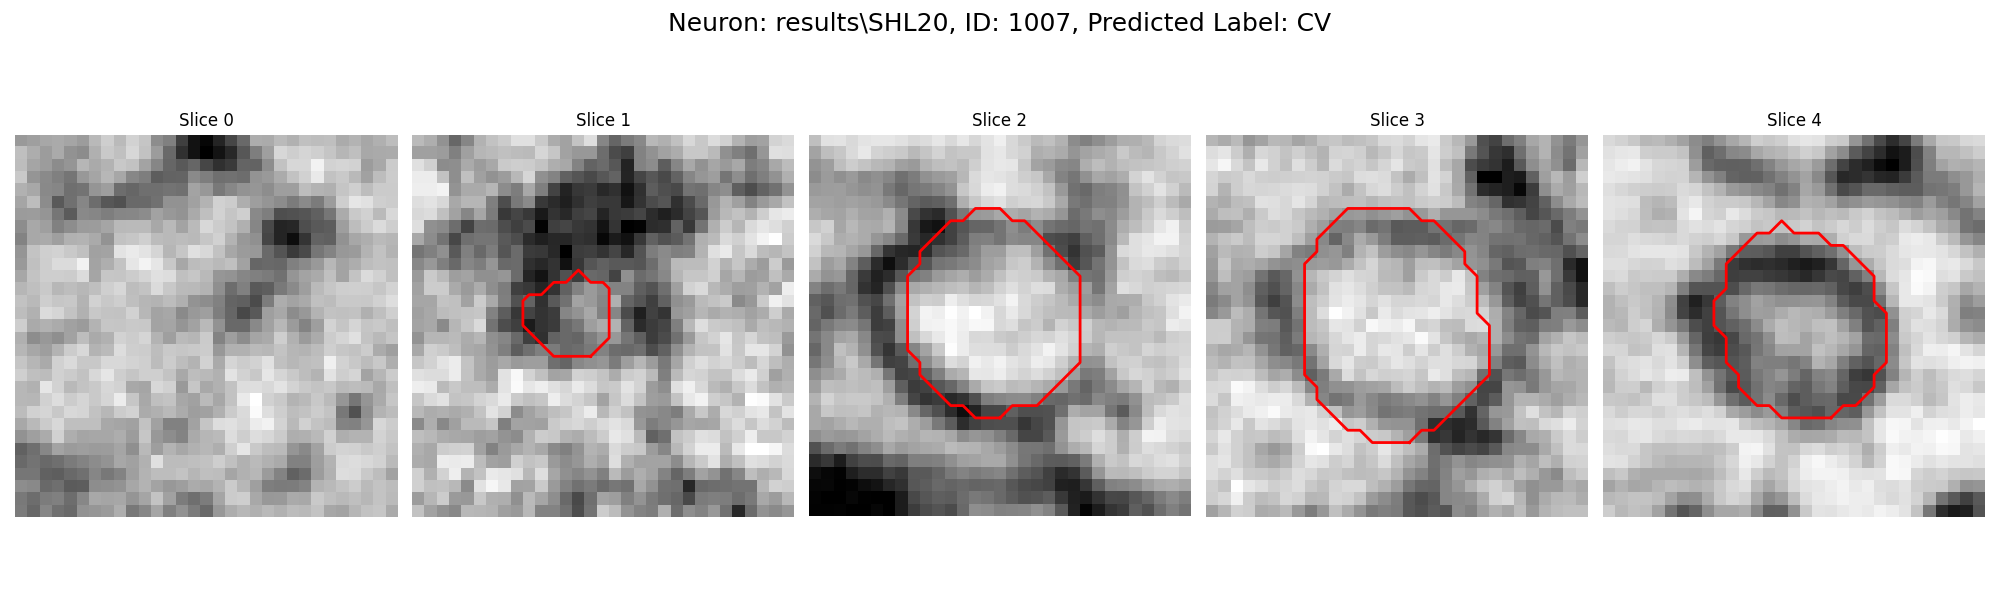 Neuron: results\SHL20, ID: 1007, Predicted Label: CV
Slice 0
Slice 1
Slice 2
Slice 3
Slice 4